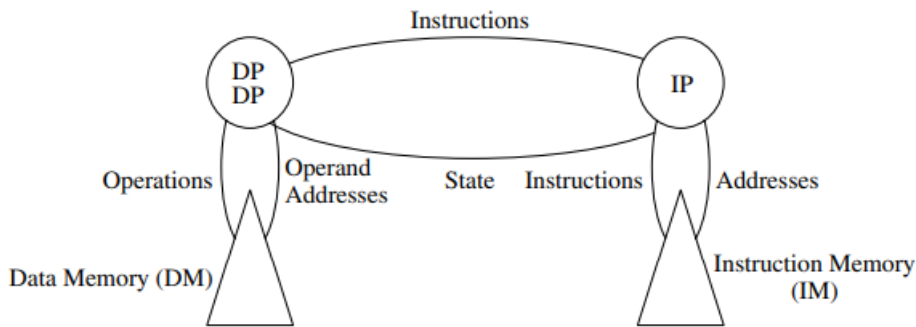 Instructions
DP
DP
IP
Operations
Operand
Addresses
State
Instructions
Addresses
Data Memory (DM)
Instruction Memory
(IM)